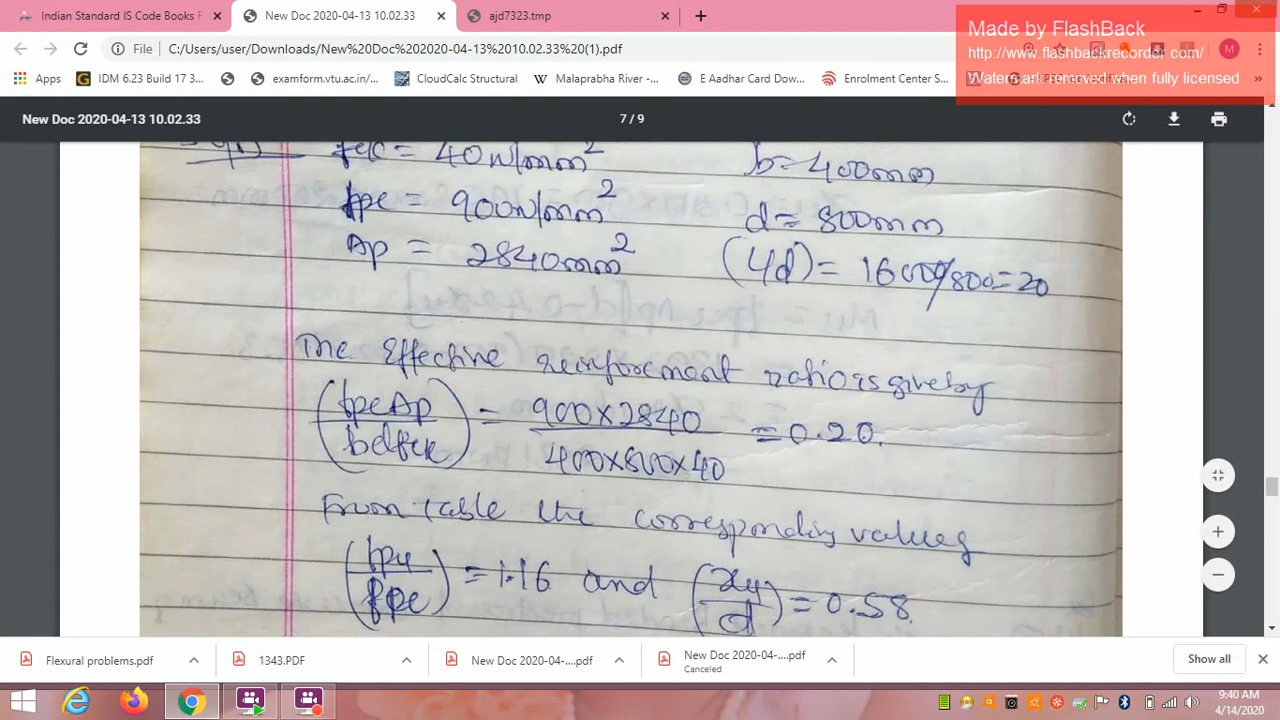 Indian Standard IS Code Books F
New Doc 2020-04-13 10.02.33
ajd7323.tmp
Made by FlashBack
http://www.flashbackrecorder.com/
Watermark removed when fully licensed
File
C:/Users/user/Downloads/New%20Doc%202020-04-13%2010.02.33%20(1).pdf
M
Apps
IDM 6.23 Build 17 3...
examform.vtu.ac.in/...
CloudCalc Structural
Malaprabha River -...
E Aadhar Card Dow...
Enrolment Center S...
New Doc 2020-04-13 10.02.33
7 / 9
fck = 40N/mm²
b= 400mm
fpe = 900N/mm²
d= 800mm
Ap = 2840mm²
(L/d) = 16000/800=20
The Effective reinforcement ratio is give by
(fpeAp/bdfck) = 900×2840/400×800×40 = 0.20.
From table the corresponding values
(fpu/fpe) = 1.16 and (xu/d) = 0.58.
Flexural problems.pdf
1343.PDF
New Doc 2020-04-....pdf
New Doc 2020-04-....pdf
Canceled
Show all
9:40 AM
4/14/2020